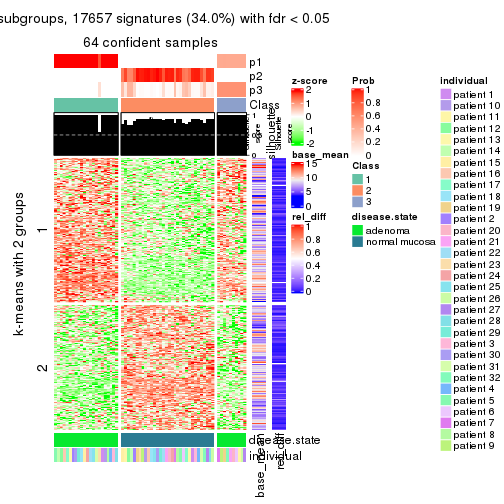 subgroups, 17657 signatures (34.0%) with fdr < 0.05
64 confident samples
p1
p2
p3
Class
1
0.5
0
silhouette
score
k-means with 2 groups
1
2
disease.state
individual
base_mean
rel_diff
z-score
2
1
0
-1
-2
base_mean
15
10
5
0
rel_diff
1
0.8
0.6
0.4
0.2
0
Prob
1
0.8
0.6
0.4
0.2
0
Class
1
2
3
disease.state
adenoma
normal mucosa
individual
patient 1
patient 10
patient 11
patient 12
patient 13
patient 14
patient 15
patient 16
patient 17
patient 18
patient 19
patient 2
patient 20
patient 21
patient 22
patient 23
patient 24
patient 25
patient 26
patient 27
patient 28
patient 29
patient 3
patient 30
patient 31
patient 32
patient 4
patient 5
patient 6
patient 7
patient 8
patient 9